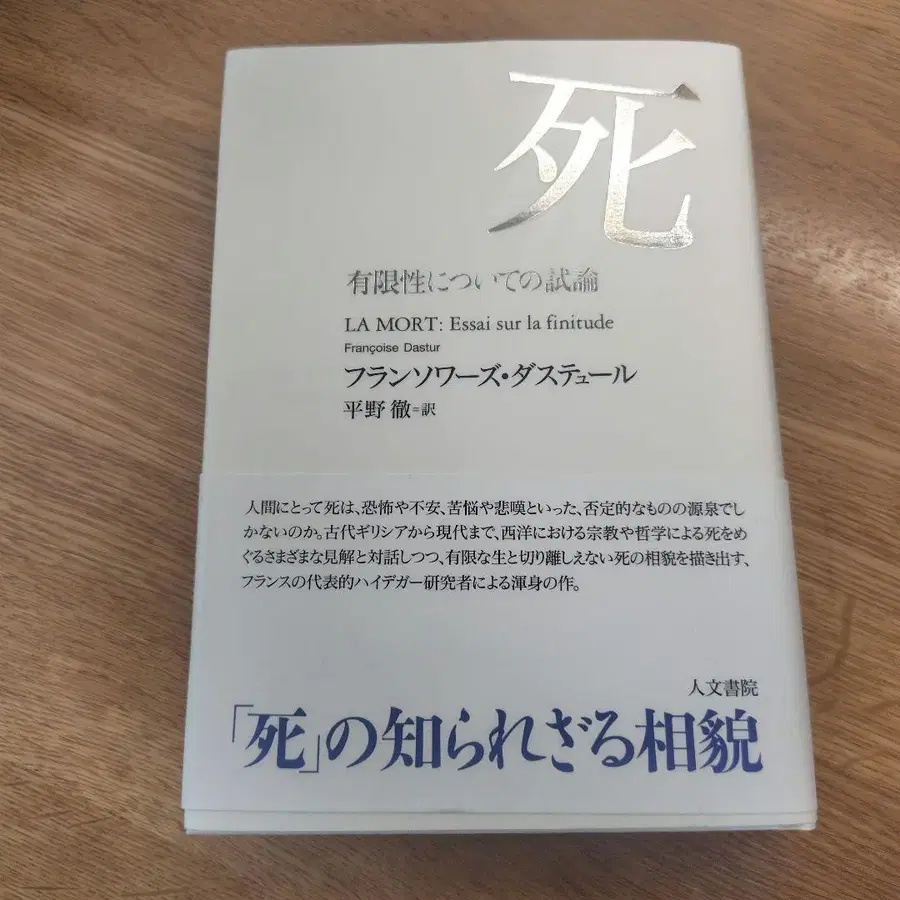 死
有限性についての試論
LA MORT: Essai sur la finitude
Françoise Dastur
フランソワーズ・ダステュール
平野 徹=訳
人間にとって死は、恐怖や不安、苦悩や悲嘆といった、否定的なものの源泉でし
かないのか。古代ギリシアから現代まで、西洋における宗教や哲学による死をめ
ぐるさまざまな見解と対話しつつ、有限な生と切り離しえない死の相貌を描き出す、
フランスの代表的ハイデガー研究者による渾身の作。
人文書院
「死」の知られざる相貌